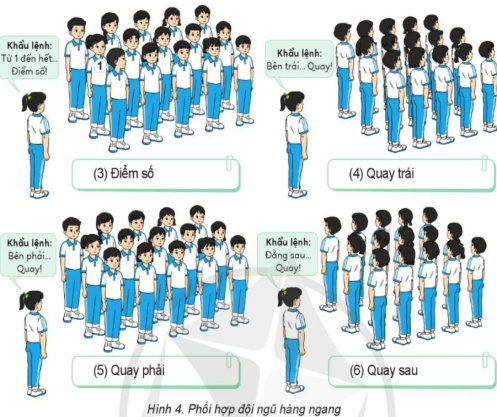 Khẩu lệnh:
Từ 1 đến hết...
Điểm số!
1
(3) Điểm số
Khẩu lệnh:
Bên trái... Quay!
(4) Quay trái
Khẩu lệnh:
Bên phải...
Quay!
(5) Quay phải
Khẩu lệnh:
Đằng sau...
Quay!
(6) Quay sau
Hình 4. Phối hợp đội ngũ hàng ngang